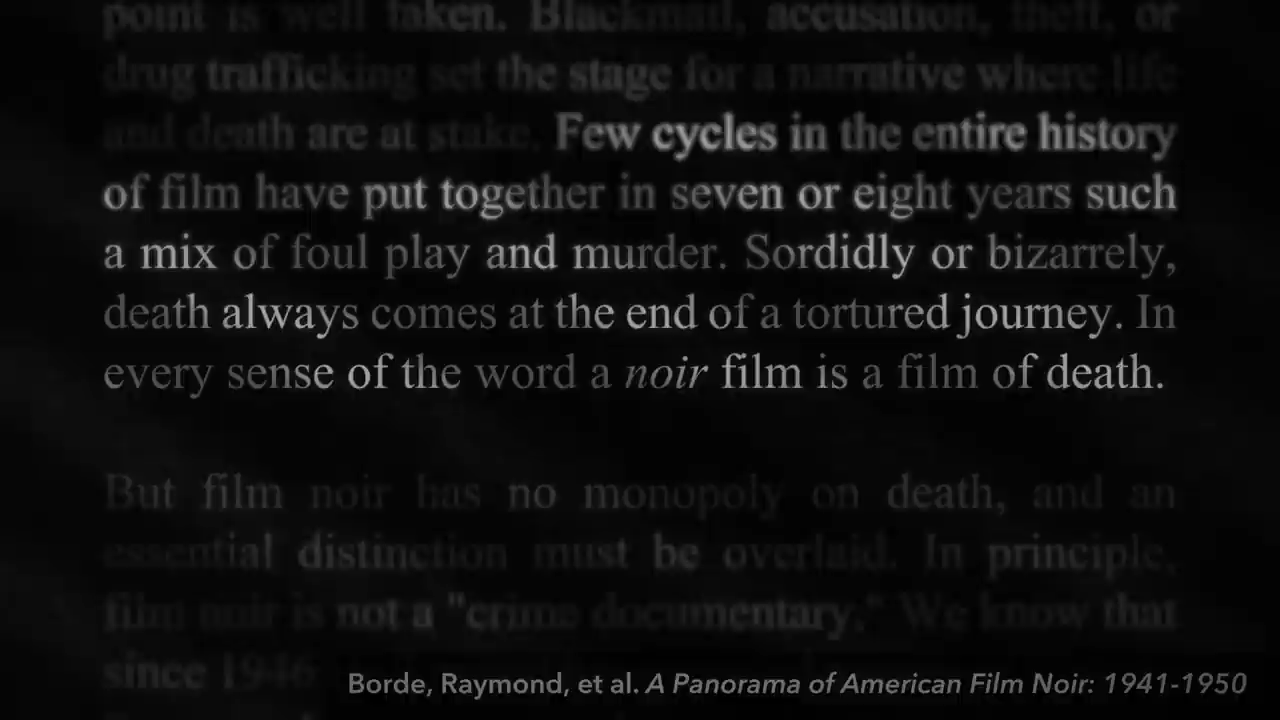 point is well taken. Blackmail, accusation, theft, or
drug trafficking set the stage for a narrative where life
and death are at stake. Few cycles in the entire history
of film have put together in seven or eight years such
a mix of foul play and murder. Sordidly or bizarrely,
death always comes at the end of a tortured journey. In
every sense of the word a noir film is a film of death.
But film noir has no monopoly on death, and an
essential distinction must be overlaid. In principle,
film noir is not a "crime documentary." We know that
since 1946
Borde, Raymond, et al. A Panorama of American Film Noir: 1941-1950